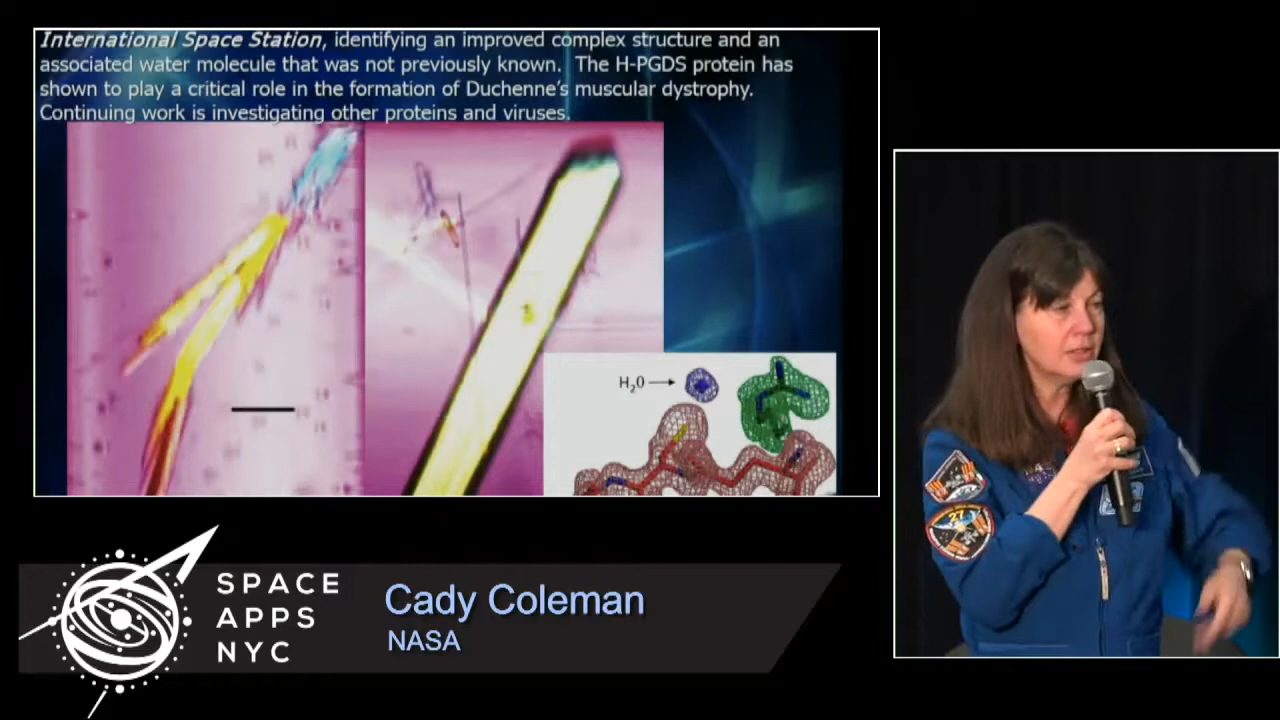 International Space Station, identifying an improved complex structure and an
associated water molecule that was not previously known. The H-PGDS protein has
shown to play a critical role in the formation of Duchenne's muscular dystrophy.
Continuing work is investigating other proteins and viruses.
H₂0
SPACE
APPS
NYC
Cady Coleman
NASA
27